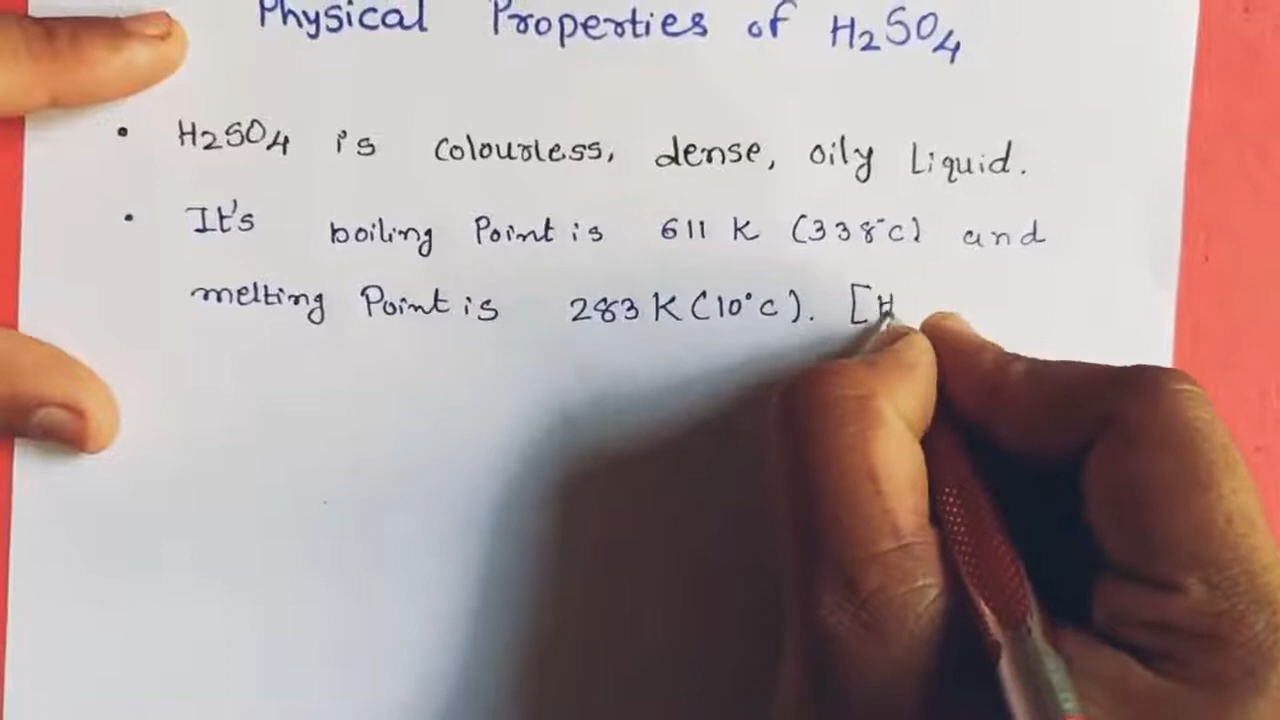 Physical Properties of H2SO4
• H2SO4 is Colourless, dense, oily Liquid.
• It's boiling Point is 611 K (338°C) and
melting Point is 283 K (10°C). [H